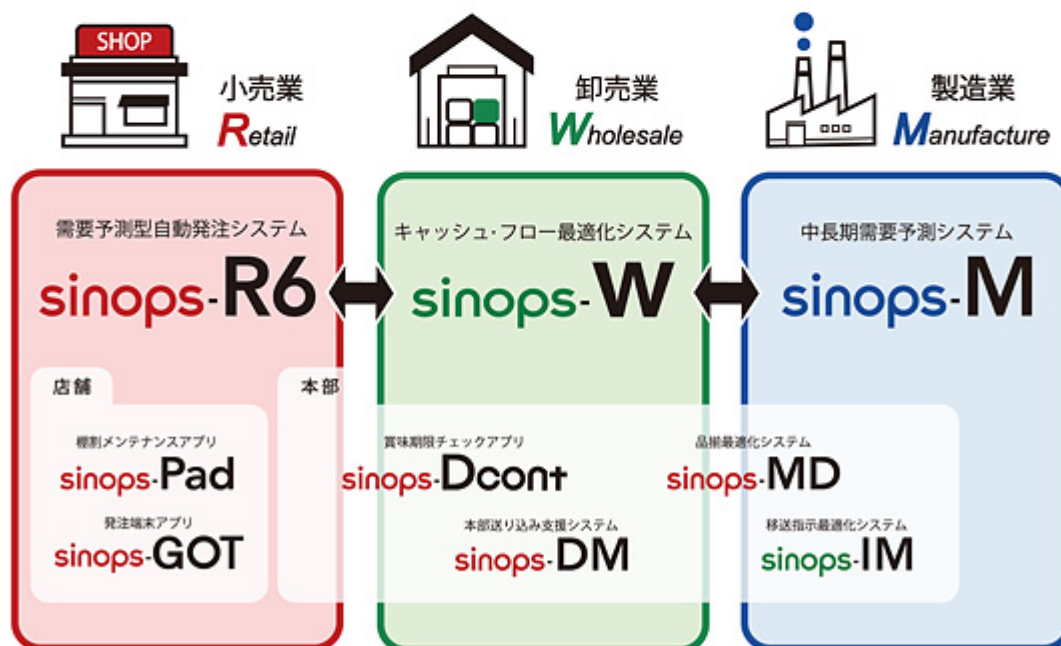 SHOP
小売業
Retail
卸売業
Wholesale
製造業
Manufacture
需要予測型自動発注システム
sinops-R6
キャッシュ・フロー最適化システム
sinops-W
中長期需要予測システム
sinops-M
店舗
本部
棚割メンテナンスアプリ
sinops-Pad
発注端末アプリ
sinops-GOT
賞味期限チェックアプリ
sinops-Dcont
本部送り込み支援システム
sinops-DM
品揃最適化システム
sinops-MD
移送指示最適化システム
sinops-IM